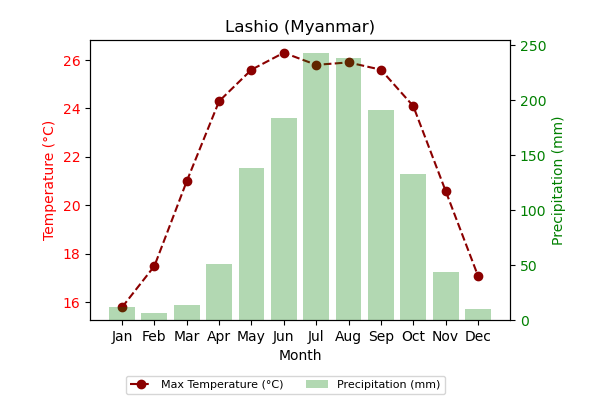 Lashio (Myanmar)
26
24
22
20
18
16
Temperature (°C)
250
200
150
100
50
0
Precipitation (mm)
Jan Feb Mar Apr May Jun Jul Aug Sep Oct Nov Dec
Month
Max Temperature (°C) Precipitation (mm)